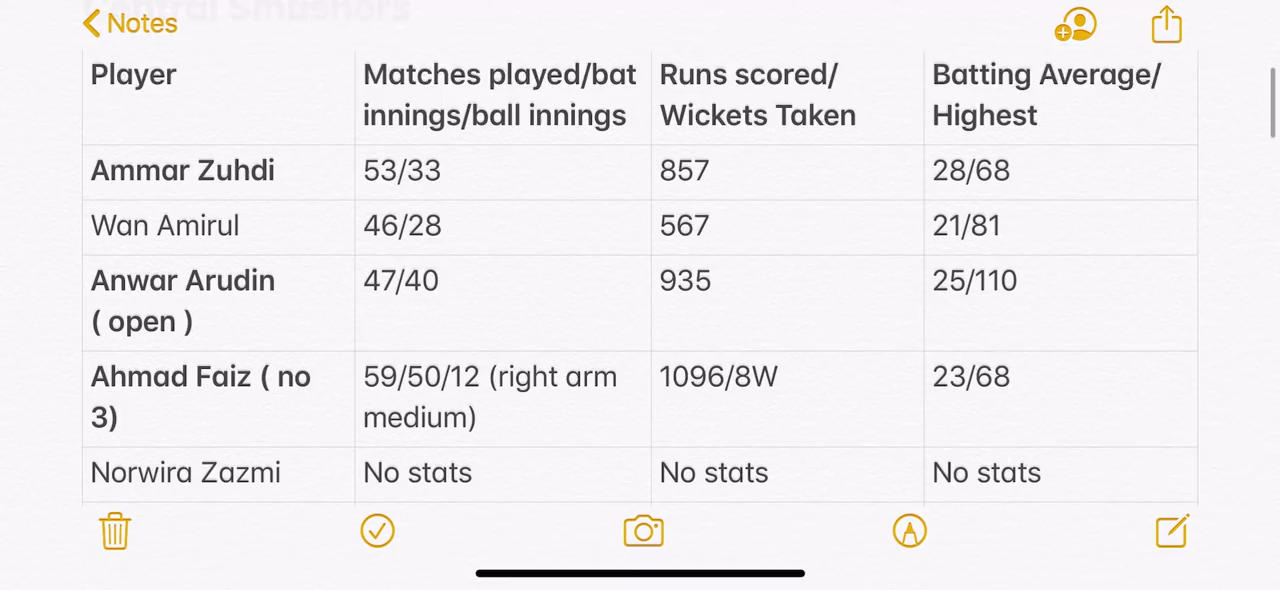 Central Smashers
Notes
Player
Matches played/bat
innings/ball innings
Runs scored/
Wickets Taken
Batting Average/
Highest
Ammar Zuhdi
53/33
857
28/68
Wan Amirul
46/28
567
21/81
Anwar Arudin
( open )
47/40
935
25/110
Ahmad Faiz ( no
3)
59/50/12 (right arm
medium)
1096/8W
23/68
Norwira Zazmi
No stats
No stats
No stats